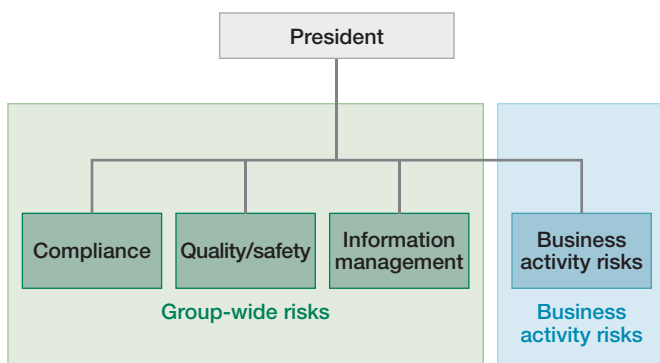 President
Compliance
Quality/safety
Information
management
Business
activity risks
Group-wide risks
Business
activity risks